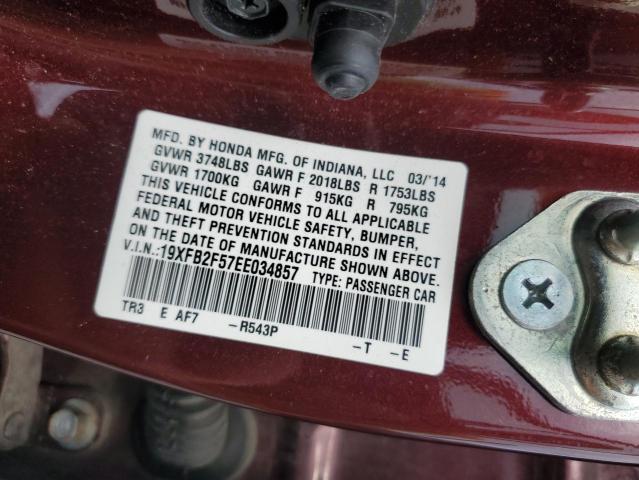 MFD. BY HONDA MFG. OF INDIANA, LLC 03/'14
GVWR 3748LBS GAWR F 2018LBS R 1753LBS
GVWR 1700KG GAWR F 915KG R 795KG
THIS VEHICLE CONFORMS TO ALL APPLICABLE
FEDERAL MOTOR VEHICLE SAFETY, BUMPER,
AND THEFT PREVENTION STANDARDS IN EFFECT
ON THE DATE OF MANUFACTURE SHOWN ABOVE.
V.I.N.:19XFB2F57EE034857 TYPE: PASSENGER CAR
TR3 E AF7 -R543P -T -E